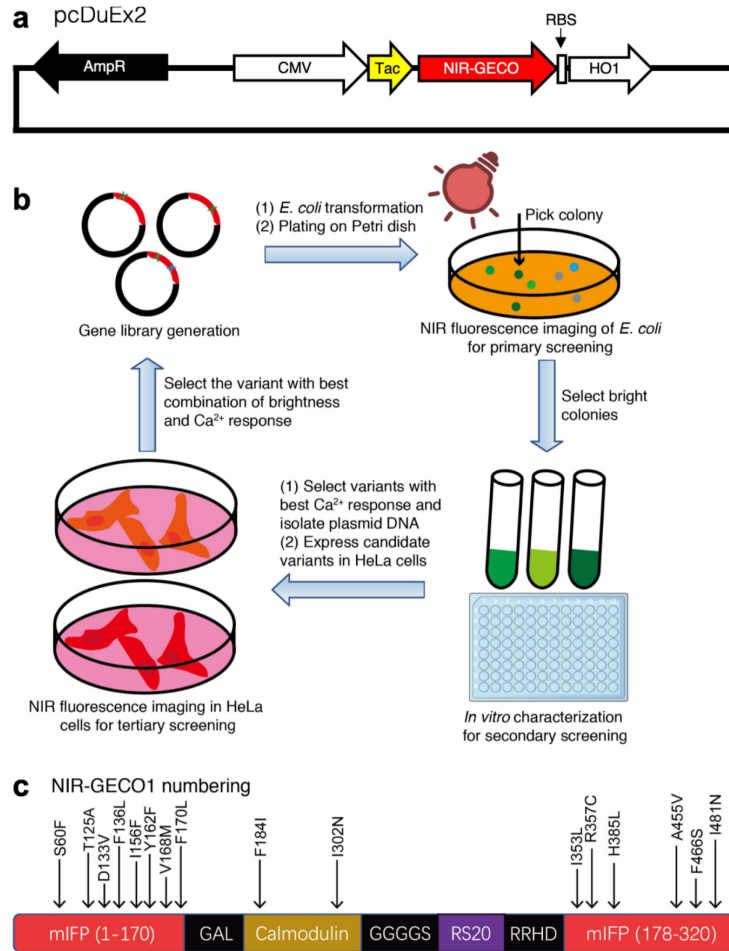 a pcDuEx2
RBS
AmpR
CMV
Tac
NIR-GECO
HO1
b
(1) E. coli transformation
(2) Plating on Petri dish
Pick colony
Gene library generation
NIR fluorescence imaging of E. coli
for primary screening
Select the variant with best
combination of brightness
and Ca²⁺ response
Select bright
colonies
(1) Select variants with
best Ca²⁺ response and
isolate plasmid DNA
(2) Express candidate
variants in HeLa cells
NIR fluorescence imaging in HeLa
cells for tertiary screening
In vitro characterization
for secondary screening
c NIR-GECO1 numbering
S60F
T125A
D133V
F136L
I156F
Y162F
V168M
F170L
F184I
I302N
I353L
R357C
H385L
A455V
F466S
I481N
mIFP (1-170)
GAL
Calmodulin
GGGGS
RS20
RRHD
mIFP (178-320)